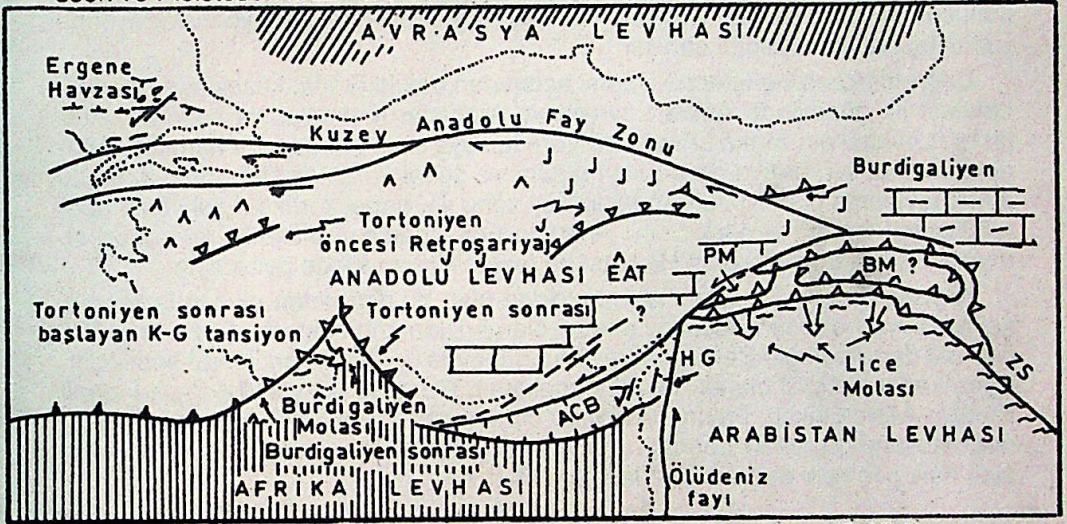 AVRASYA LEVHASI
Ergene
Havzası
Kuzey Anadolu Fay Zonu
J
J J J J
J
J
J
Burdigaliyen
Tortoniyen
öncesi Retroşariyaj
J J
ANADOLU LEVHASI
EAT
PM
BM ?
Tortoniyen sonrası
başlayan K-G tansiyon
Tortoniyen sonrası
?
HG
Lice
Molası
ZS
ACB
Burdigaliyen
Molası
Burdigaliyen sonrası
ARABİSTAN LEVHASI
AFRIKA LEVHASI
Ölüdeniz
fayı